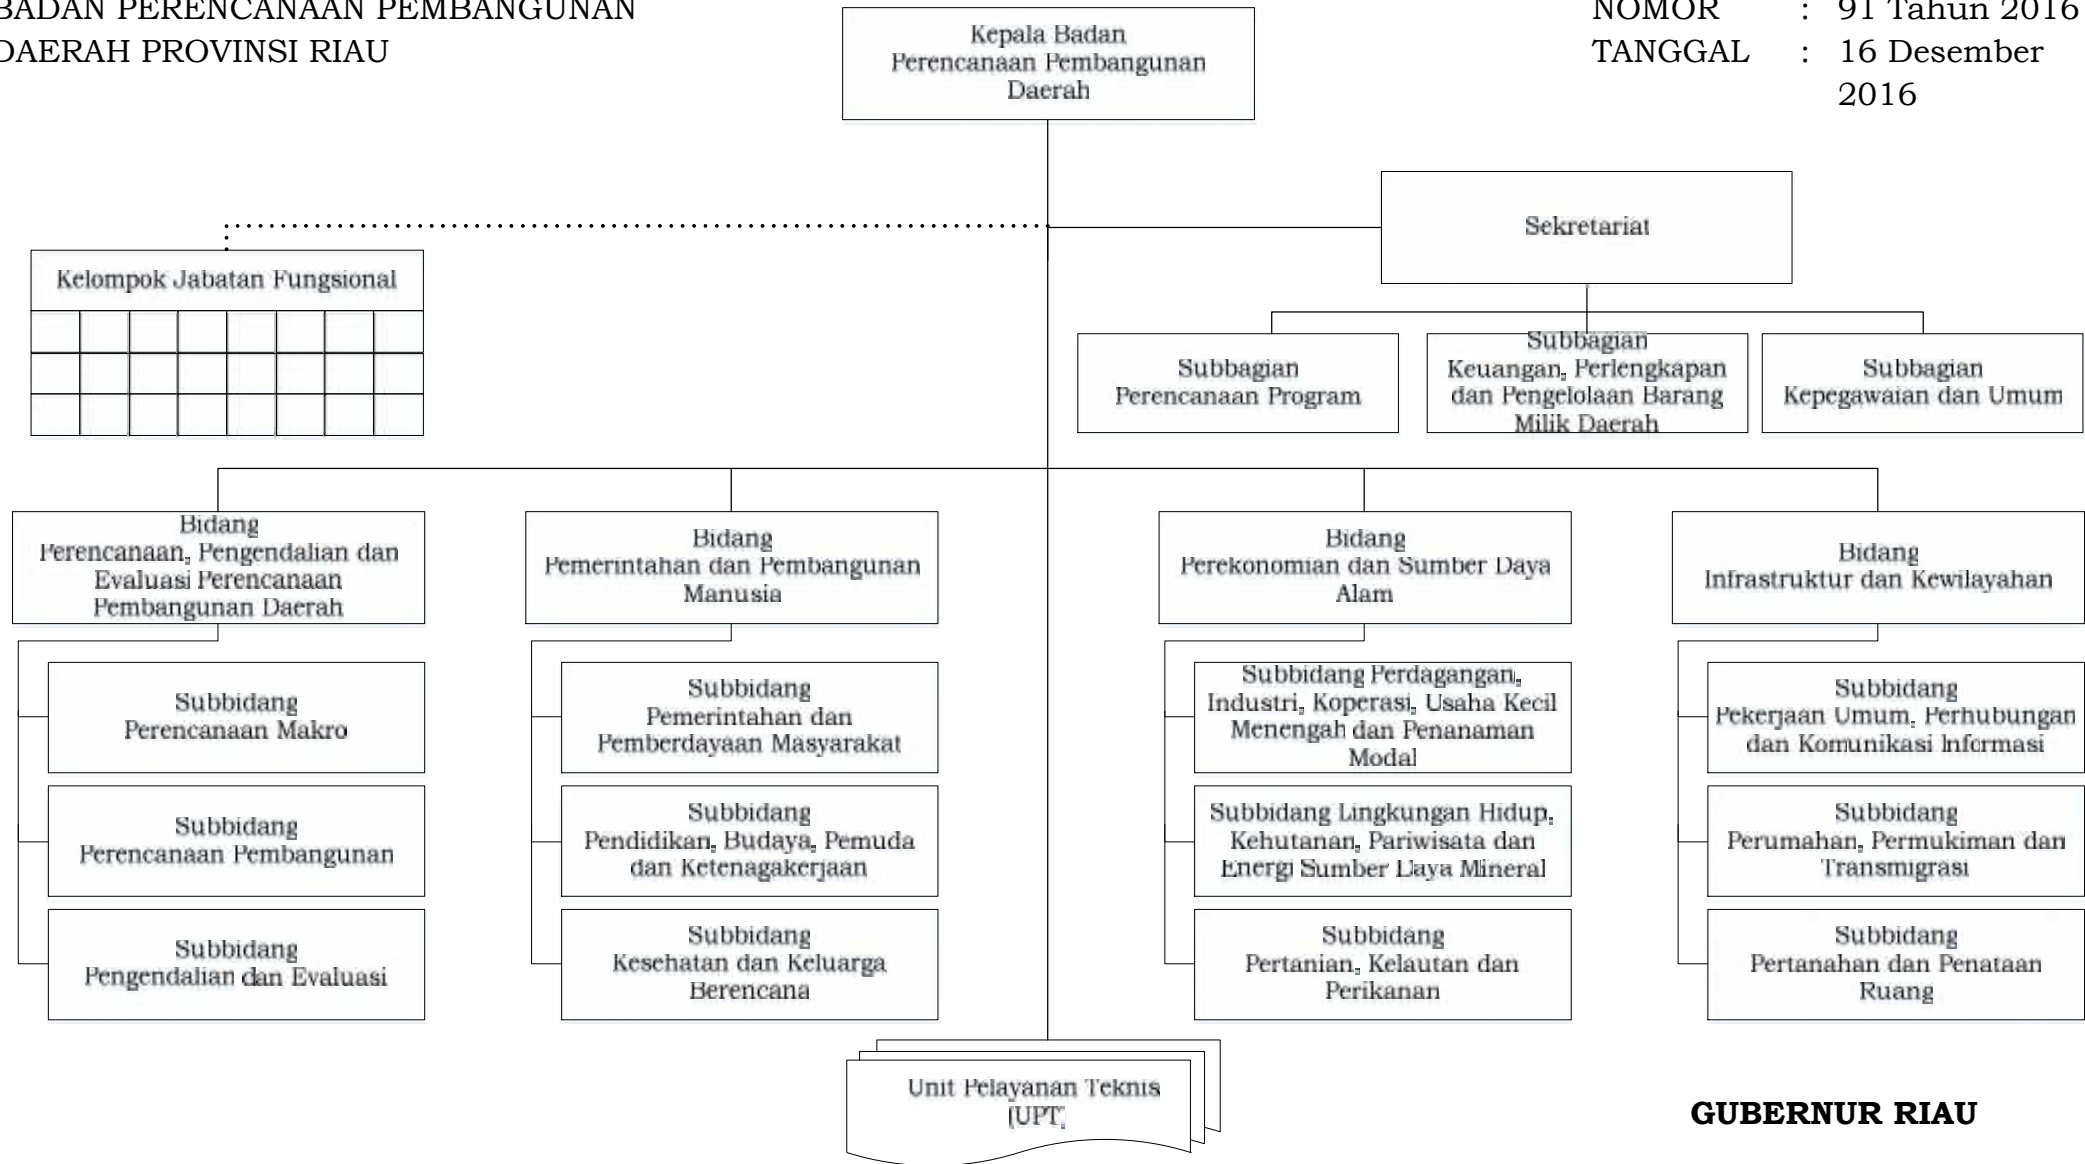 BADAN PERENCANAAN PEMBANGUNAN
DAERAH PROVINSI RIAU
NOMOR : 91 Tahun 2016
TANGGAL : 16 Desember
2016
Kepala Badan
Perencanaan Pembangunan
Daerah
Sekretariat
Kelompok Jabatan Fungsional
Subbagian
Perencanaan Program
Subbagian
Keuangan, Perlengkapan
dan Pengelolaan Barang
Milik Daerah
Subbagian
Kepegawaian dan Umum
Bidang
Perencanaan, Pengendalian dan
Evaluasi Perencanaan
Pembangunan Daerah
Bidang
Pemerintahan dan Pembangunan
Manusia
Bidang
Perekonomian dan Sumber Daya
Alam
Bidang
Infrastruktur dan Kewilayahan
Subbidang
Perencanaan Makro
Subbidang
Perencanaan Pembangunan
Subbidang
Pengendalian dan Evaluasi
Subbidang
Pemerintahan dan
Pemberdayaan Masyarakat
Subbidang
Pendidikan, Budaya, Pemuda
dan Ketenagakerjaan
Subbidang
Kesehatan dan Keluarga
Berencana
Subbidang Perdagangan,
Industri, Koperasi, Usaha Kecil
Menengah dan Penanaman
Modal
Subbidang Lingkungan Hidup,
Kehutanan, Pariwisata dan
Energi Sumber Daya Mineral
Subbidang
Pertanian, Kelautan dan
Perikanan
Subbidang
Pekerjaan Umum, Perhubungan
dan Komunikasi Informasi
Subbidang
Perumahan, Permukiman dan
Transmigrasi
Subbidang
Pertanahan dan Penataan
Ruang
Unit Pelayanan Teknis
(UPT)
GUBERNUR RIAU